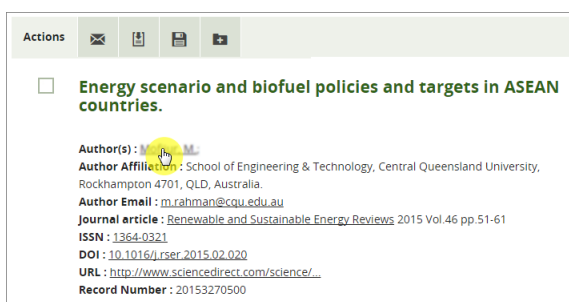 Actions
Energy scenario and biofuel policies and targets in ASEAN
countries.
Author(s) :
Author Affiliation : School of Engineering & Technology, Central Queensland University,
Rockhampton 4701, QLD, Australia.
Author Email : m.rahman@cqu.edu.au
Journal article : Renewable and Sustainable Energy Reviews 2015 Vol.46 pp.51-61
ISSN : 1364-0321
DOI : 10.1016/j.rser.2015.02.020
URL : http://www.sciencedirect.com/science/...
Record Number : 20153270500